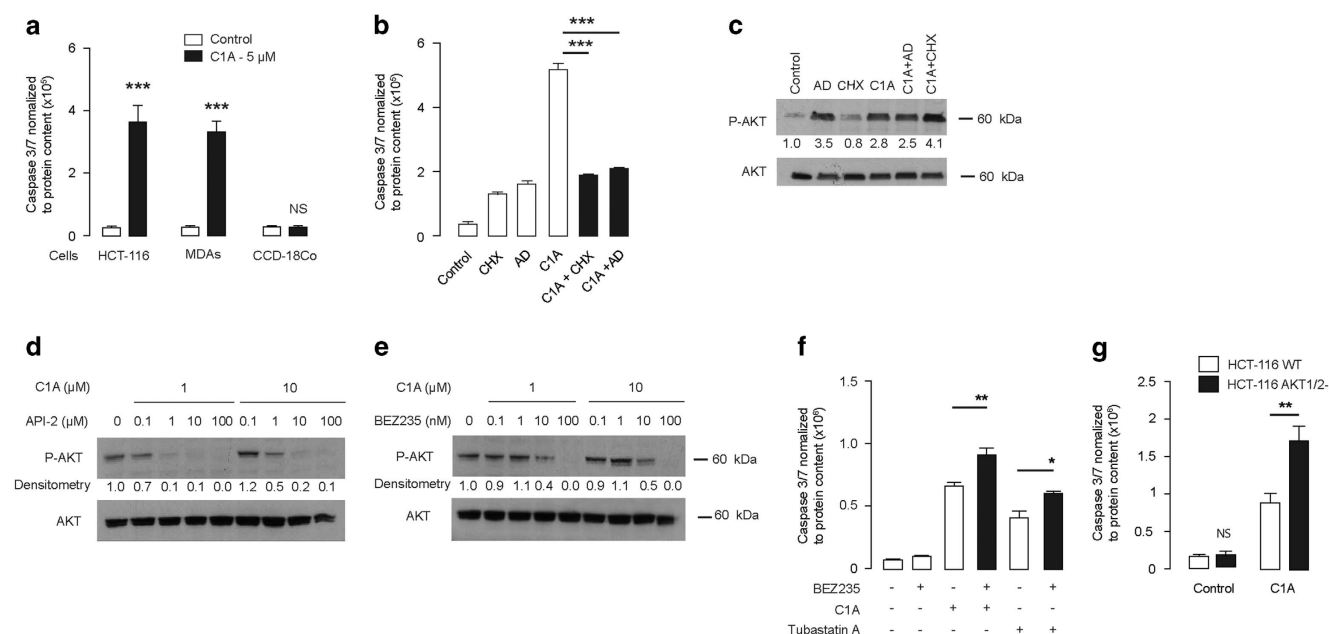 a
Control
C1A - 5 µM
Caspase 3/7 normalized
to protein content (x10⁶)
6
4
2
0
***
***
NS
Cells HCT-116 MDAs CCD-18Co
b
Caspase 3/7 normalized
to protein content (x10⁶)
6
4
2
0
***
***
Control
CHX
AD
C1A
C1A + CHX
C1A +AD
c
Control
AD
CHX
C1A
C1A+AD
C1A+CHX
P-AKT
60 kDa
1.0 3.5 0.8 2.8 2.5 4.1
AKT
60 kDa
d
C1A (µM) 1 10
API-2 (µM) 0 0.1 1 10 100 0.1 1 10 100
P-AKT
Densitometry 1.0 0.7 0.1 0.1 0.0 1.2 0.5 0.2 0.1
AKT
e
C1A (µM) 1 10
BEZ235 (nM) 0 0.1 1 10 100 0.1 1 10 100
P-AKT
60 kDa
Densitometry 1.0 0.9 1.1 0.4 0.0 0.9 1.1 0.5 0.0
AKT
60 kDa
f
Caspase 3/7 normalized
to protein content (x10⁶)
1.5
1.0
0.5
0
**
*
BEZ235 - + - + - +
C1A - - + + - -
Tubastatin A - - - - + +
g
HCT-116 WT
HCT-116 AKT1/2-
Caspase 3/7 normalized
to protein content (x10⁶)
2.5
2
1.5
1
0.5
0
NS
**
Control C1A